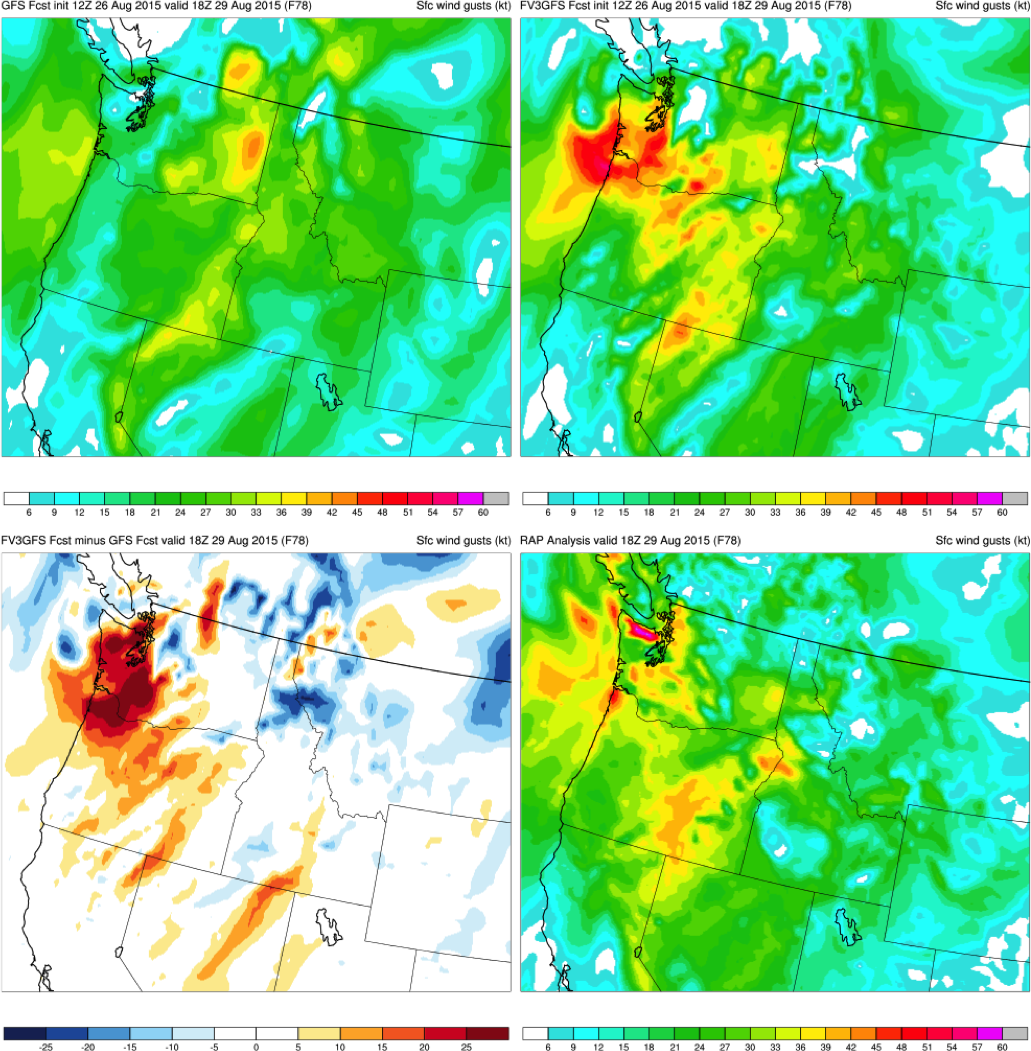 GFS Fcst init 12Z 26 Aug 2015 valid 18Z 29 Aug 2015 (F78) Sfc wind gusts (kt)
FV3GFS Fcst init 12Z 26 Aug 2015 valid 18Z 29 Aug 2015 (F78) Sfc wind gusts (kt)
6 9 12 15 18 21 24 27 30 33 36 39 42 45 48 51 54 57 60
6 9 12 15 18 21 24 27 30 33 36 39 42 45 48 51 54 57 60
FV3GFS Fcst minus GFS Fcst valid 18Z 29 Aug 2015 (F78) Sfc wind gusts (kt)
RAP Analysis valid 18Z 29 Aug 2015 (F78) Sfc wind gusts (kt)
-25 -20 -15 -10 -5 0 5 10 15 20 25
6 9 12 15 18 21 24 27 30 33 36 39 42 45 48 51 54 57 60